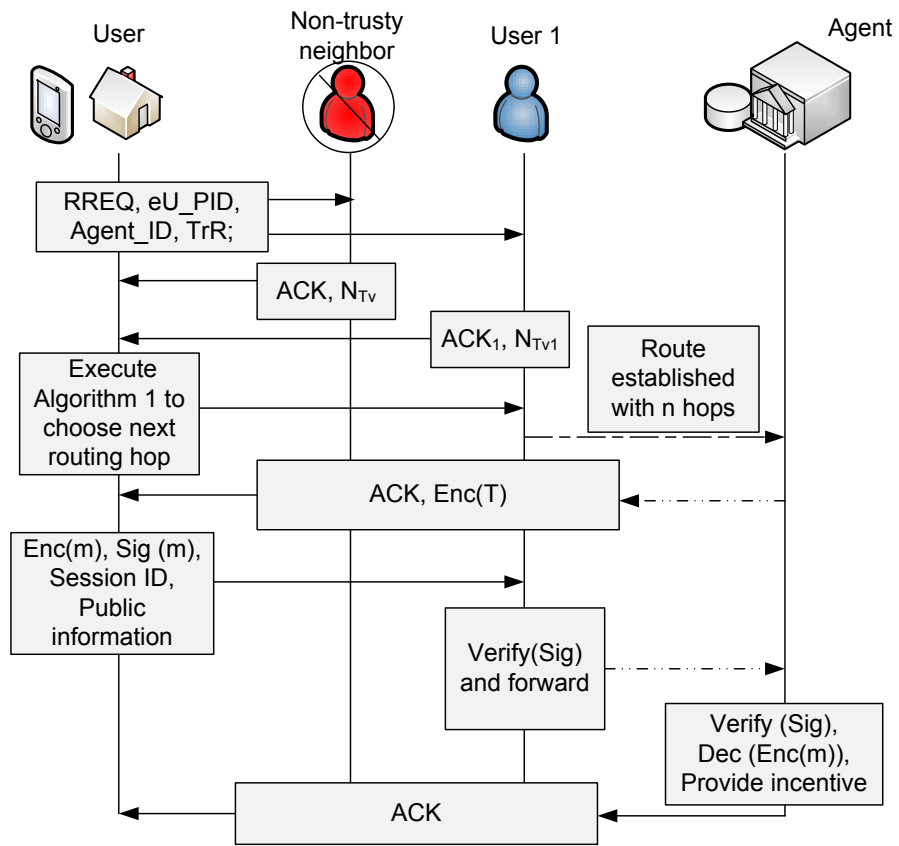 User
Non-trusty
neighbor
User 1
Agent
RREQ, eU_PID,
Agent_ID, TrR;
ACK, N_Tv
ACK₁, N_Tv1
Execute
Algorithm 1 to
choose next
routing hop
Route
established
with n hops
ACK, Enc(T)
Enc(m), Sig (m),
Session ID,
Public
information
Verify(Sig)
and forward
Verify (Sig),
Dec (Enc(m)),
Provide incentive
ACK